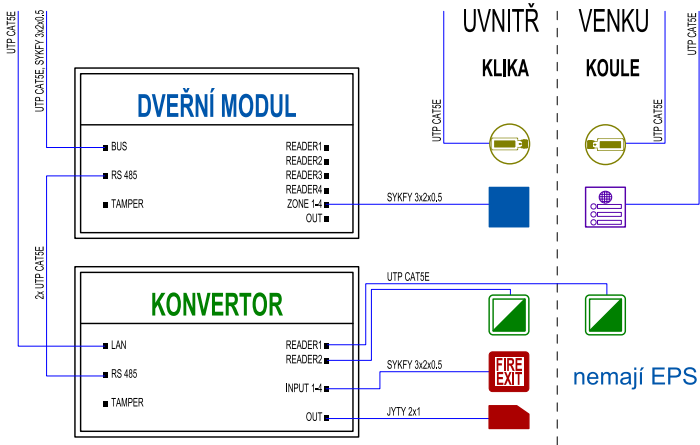 UTP CAT5E
UTP CAT5E, SYKFY 3x2x0,5
UVNITŘ
VENKU
UTP CAT5E
KLIKA
KOULE
UTP CAT5E
UTP CAT5E
DVEŘNÍ MODUL
BUS
READER1
READER2
RS 485
READER3
READER4
TAMPER
ZONE 1-4
SYKFY 3x2x0,5
OUT
2x UTP CAT5E
UTP CAT5E
KONVERTOR
LAN
READER1
READER2
RS 485
INPUT 1-4
SYKFY 3x2x0.5
FIRE
EXIT
nemají EPS
TAMPER
OUT
JYTY 2x1